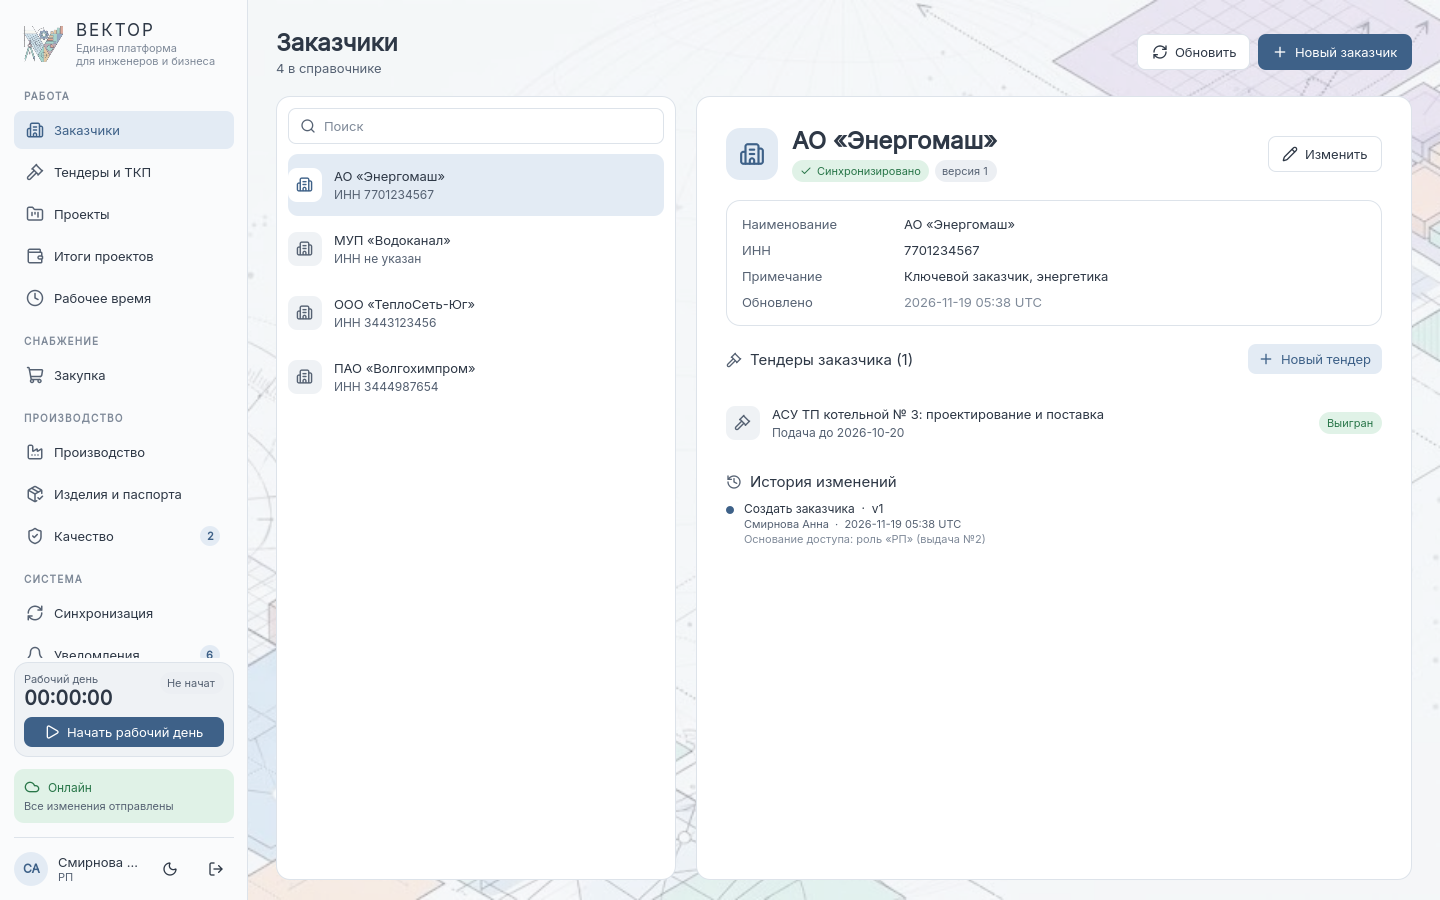 ВЕКТОР
Единая платформа
для инженеров и бизнеса
РАБОТА
Заказчики
Тендеры и ТКП
Проекты
Итоги проектов
Рабочее время
СНАБЖЕНИЕ
Закупка
ПРОИЗВОДСТВО
Производство
Изделия и паспорта
Качество 2
СИСТЕМА
Синхронизация
Уведомления 6
Рабочий день
Не начат
00:00:00
Начать рабочий день
Онлайн
Все изменения отправлены
СА
Смирнова ...
РП
Заказчики
4 в справочнике
Обновить
Новый заказчик
Поиск
АО «Энергомаш»
ИНН 7701234567
МУП «Водоканал»
ИНН не указан
ООО «ТеплоСеть-Юг»
ИНН 3443123456
ПАО «Волгохимпром»
ИНН 3444987654
АО «Энергомаш»
Синхронизировано версия 1
Изменить
Наименование АО «Энергомаш»
ИНН 7701234567
Примечание Ключевой заказчик, энергетика
Обновлено 2026-11-19 05:38 UTC
Тендеры заказчика (1)
Новый тендер
АСУ ТП котельной № 3: проектирование и поставка
Подача до 2026-10-20
Выигран
История изменений
Создать заказчика · v1
Смирнова Анна · 2026-11-19 05:38 UTC
Основание доступа: роль «РП» (выдача №2)